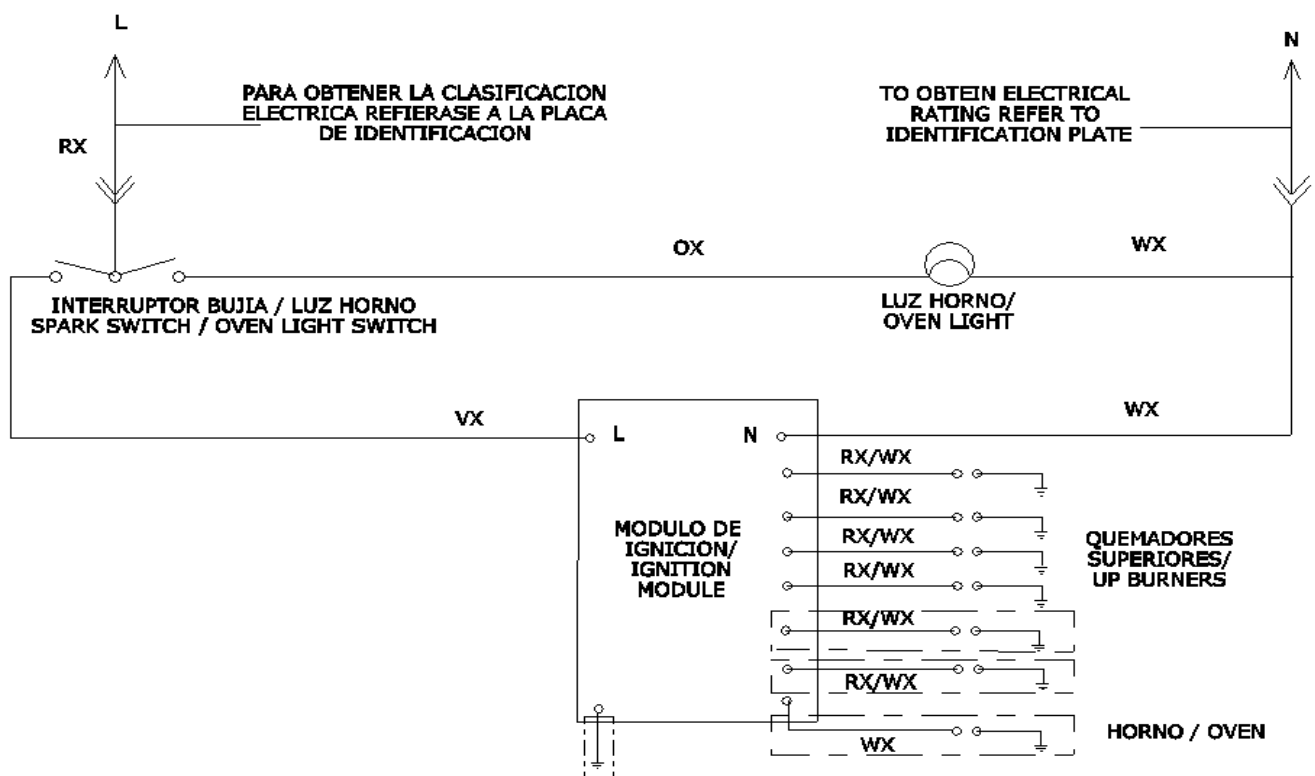 L
N
PARA OBTENER LA CLASIFICACION
ELECTRICA REFIERASE A LA PLACA
DE IDENTIFICACION
TO OBTEIN ELECTRICAL
RATING REFER TO
IDENTIFICATION PLATE
RX
OX
WX
INTERRUPTOR BUJIA / LUZ HORNO
SPARK SWITCH / OVEN LIGHT SWITCH
LUZ HORNO/
OVEN LIGHT
VX
WX
L
N
RX/WX
RX/WX
RX/WX
RX/WX
RX/WX
RX/WX
WX
MODULO DE
IGNICION/
IGNITION
MODULE
QUEMADORES
SUPERIORES/
UP BURNERS
HORNO / OVEN